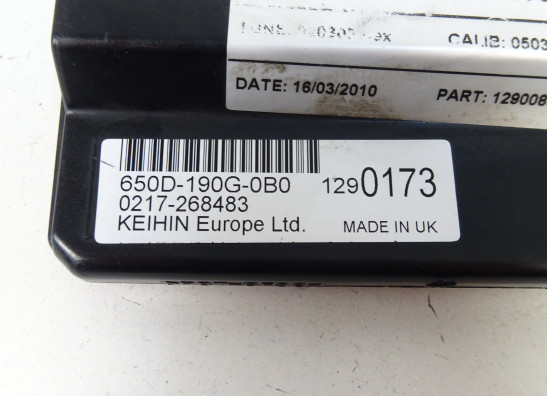 CALIB: 0503
DATE: 16/03/2010 PART: 129008
650D-190G-0B0 1290173
0217-268483
KEIHIN Europe Ltd. MADE IN UK